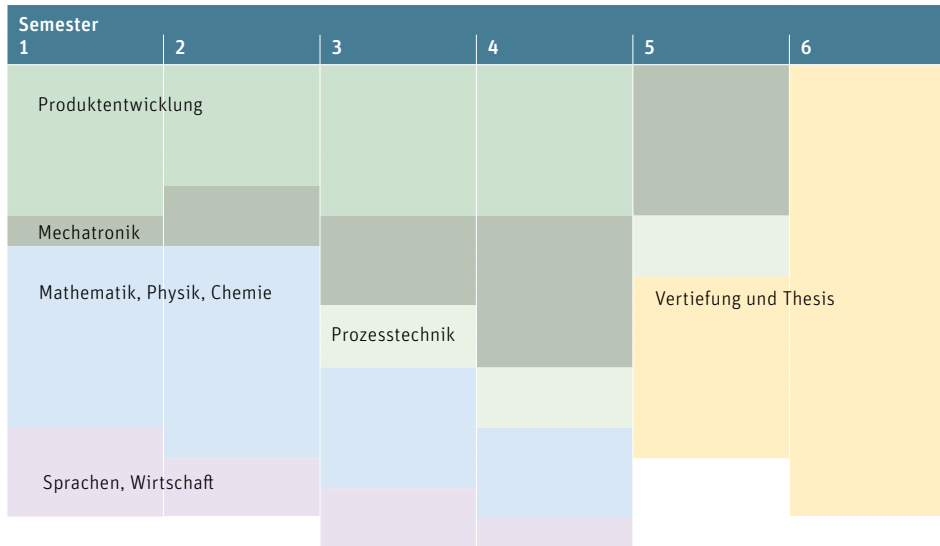 Semester
1 2 3 4 5 6
Produktentwicklung
Mechatronik
Mathematik, Physik, Chemie
Vertiefung und Thesis
Prozesstechnik
Sprachen, Wirtschaft